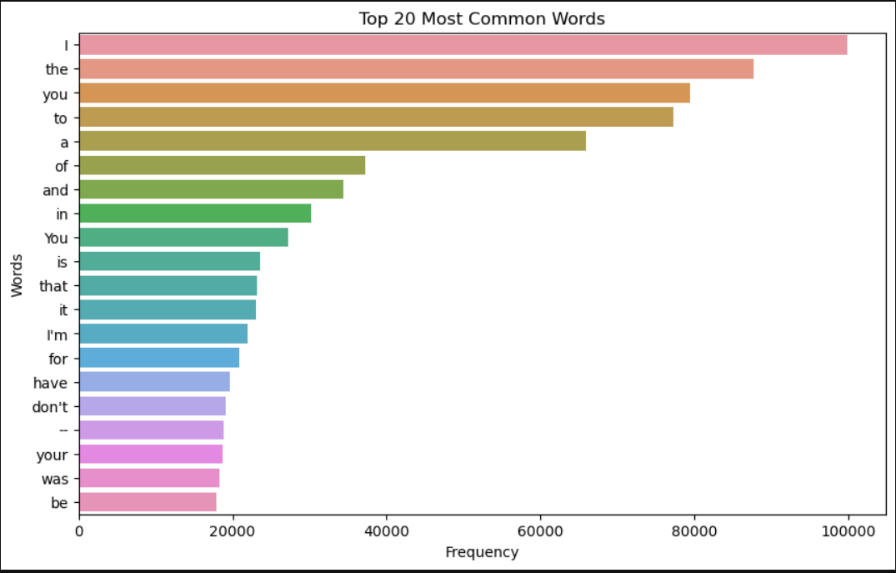 Top 20 Most Common Words
Words
I
the
you
to
a
of
and
in
You
is
that
it
I'm
for
have
don't
--
your
was
be
0 20000 40000 60000 80000 100000
Frequency